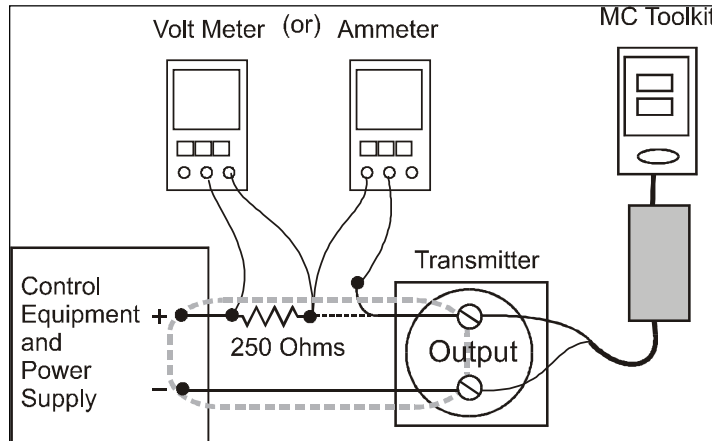 Volt Meter (or) Ammeter
MC Toolkit
Transmitter
Control
Equipment
and
Power
Supply
+
-
250 Ohms
Output